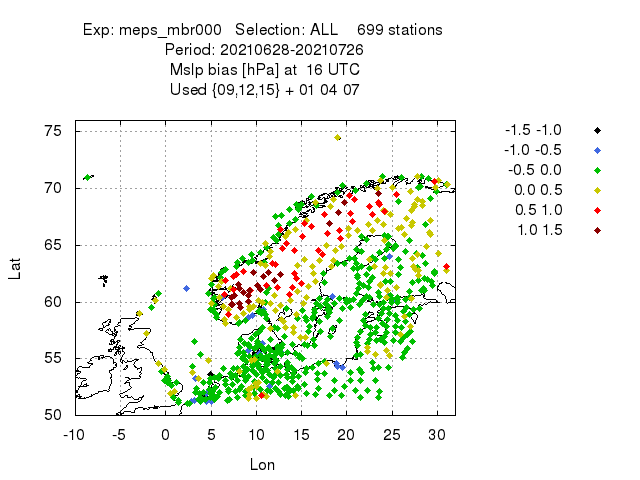 Exp: meps_mbr000 Selection: ALL 699 stations
Period: 20210628-20210726
Mslp bias [hPa] at 16 UTC
Used {09,12,15} + 01 04 07
75
70
65
60
55
50
Lat
-10 -5 0 5 10 15 20 25 30
Lon
-1.5 -1.0
-1.0 -0.5
-0.5 0.0
0.0 0.5
0.5 1.0
1.0 1.5